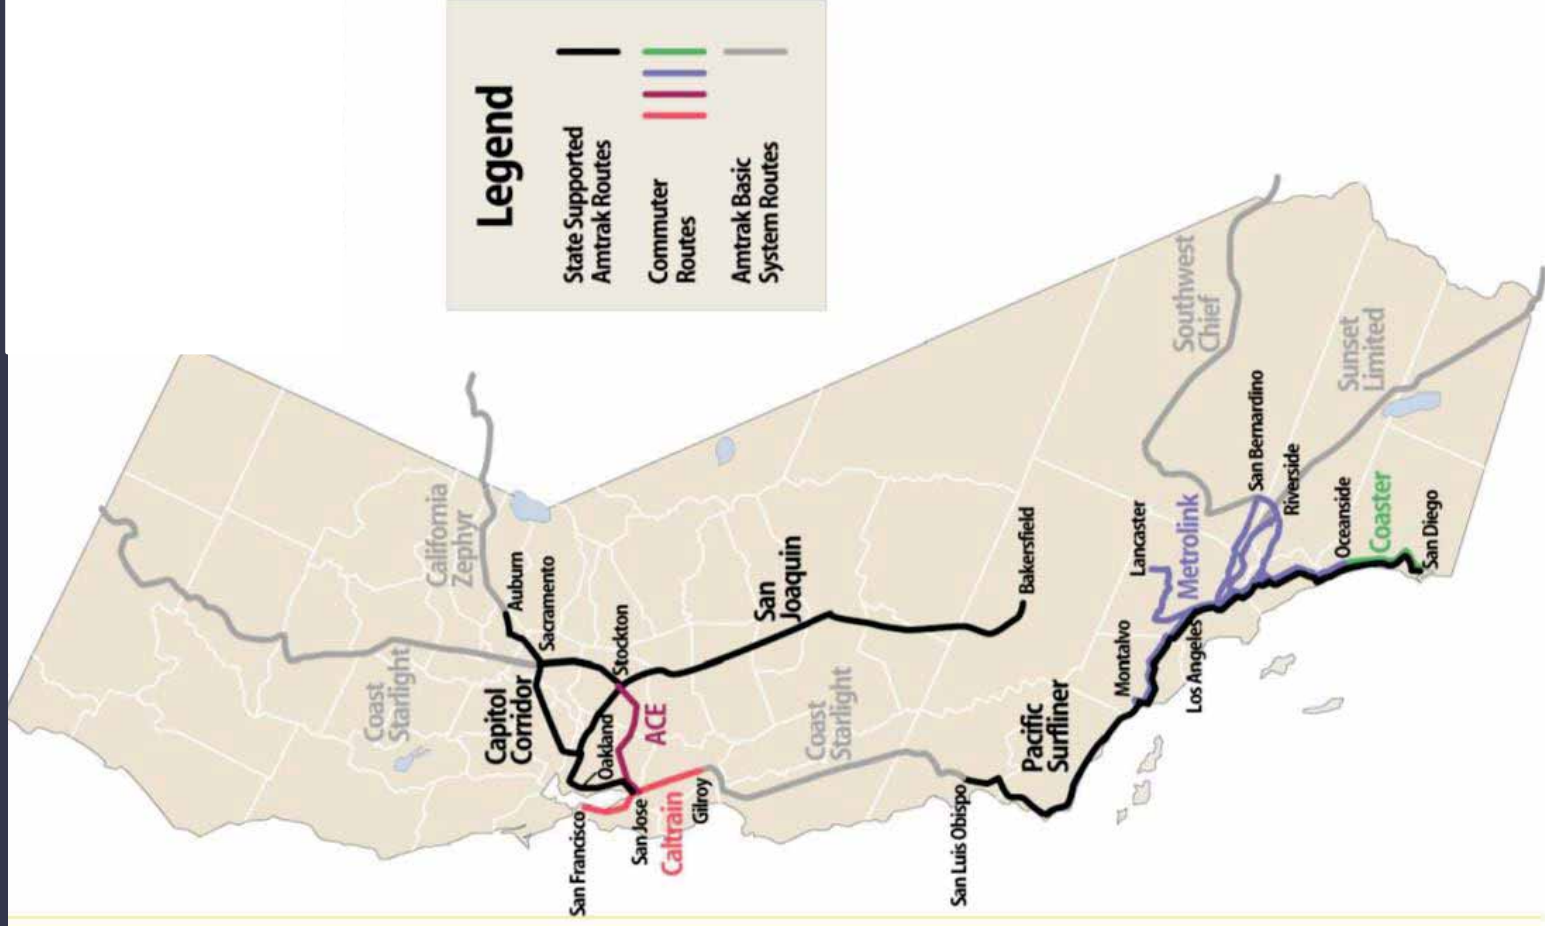 Legend
State Supported
Amtrak Routes
Commuter
Routes
Amtrak Basic
System Routes
California
Zephyr
Coast
Starlight
Auburn
Sacramento
Capitol
Corridor
Stockton
Oakland
ACE
San Francisco
San Jose
Caltrain
Gilroy
San
Joaquin
Coast
Starlight
Bakersfield
San Luis Obispo
Pacific
Surfliner
Montalvo
Lancaster
Metrolink
Los Angeles
Southwest
Chief
San Bernardino
Riverside
Sunset
Limited
Oceanside
Coaster
San Diego